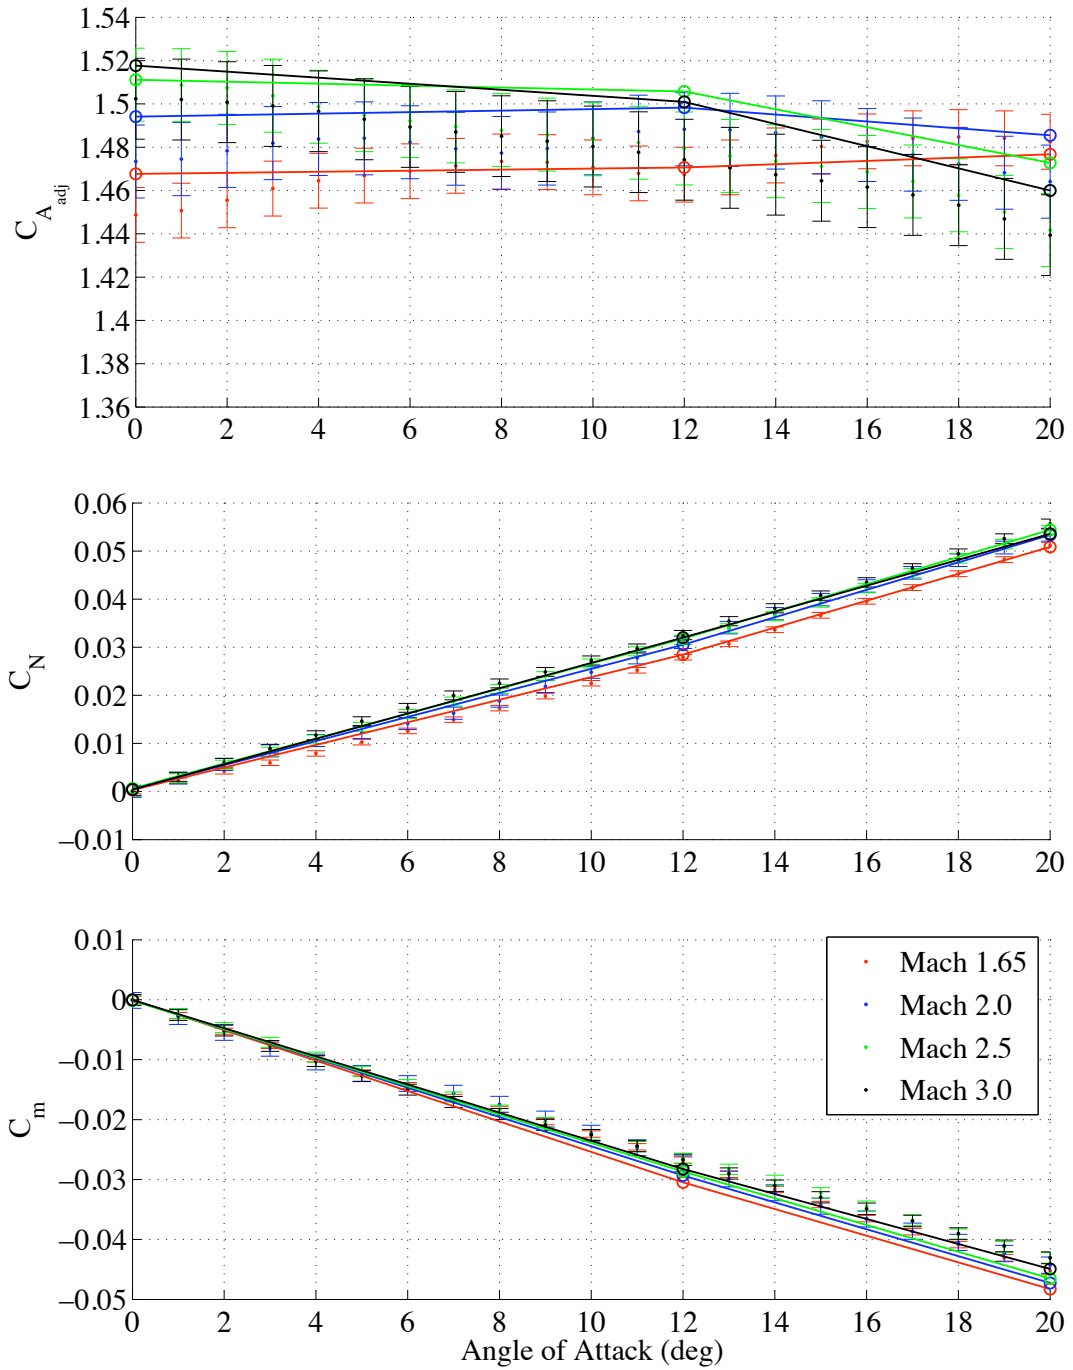 1.54
1.52
1.5
1.48
1.46
1.44
1.42
1.4
1.38
1.36
C_A_adj
0 2 4 6 8 10 12 14 16 18 20
0.06
0.05
0.04
0.03
0.02
0.01
0
–0.01
C_N
0 2 4 6 8 10 12 14 16 18 20
0.01
0
–0.01
–0.02
–0.03
–0.04
–0.05
C_m
Mach 1.65
Mach 2.0
Mach 2.5
Mach 3.0
0 2 4 6 8 10 12 14 16 18 20
Angle of Attack (deg)